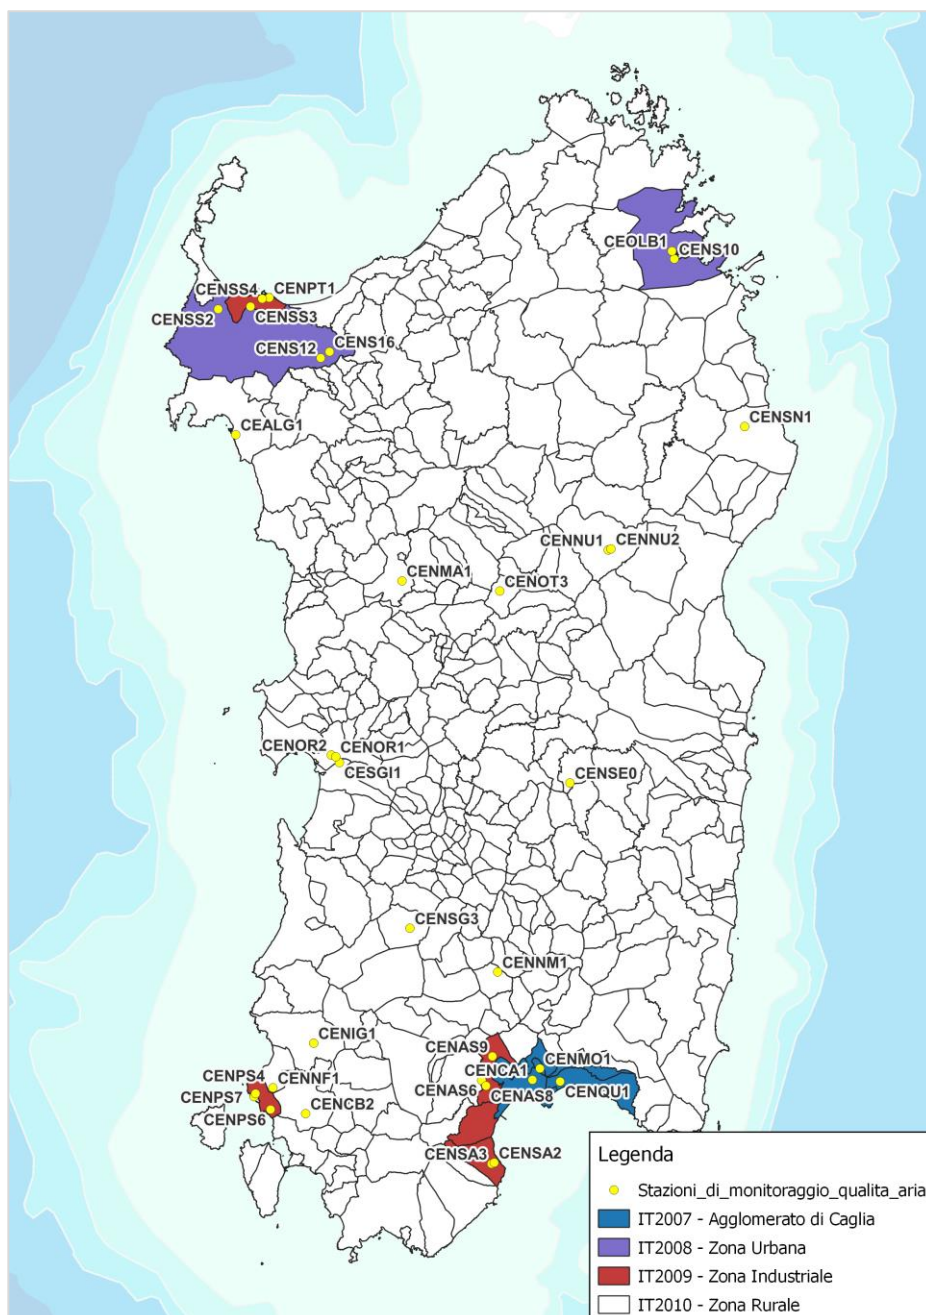 CEOLB1
CENS10
CENSS4
CENPT1
CENSS2
CENSS3
CENS12
CENS16
CEALG1
CENSN1
CENNU1
CENNU2
CENMA1
CENOT3
CENOR2
CENOR1
CESGI1
CENSE0
CENSG3
CENNM1
CENIG1
CENAS9
CENMO1
CENCA1
CENPS4
CENNF1
CENAS6
CENAS8
CENQU1
CENPS7
CENCB2
CENPS6
CENSA3
CENSA2
Legenda
Stazioni_di_monitoraggio_qualita_aria
IT2007 - Agglomerato di Caglia
IT2008 - Zona Urbana
IT2009 - Zona Industriale
IT2010 - Zona Rurale